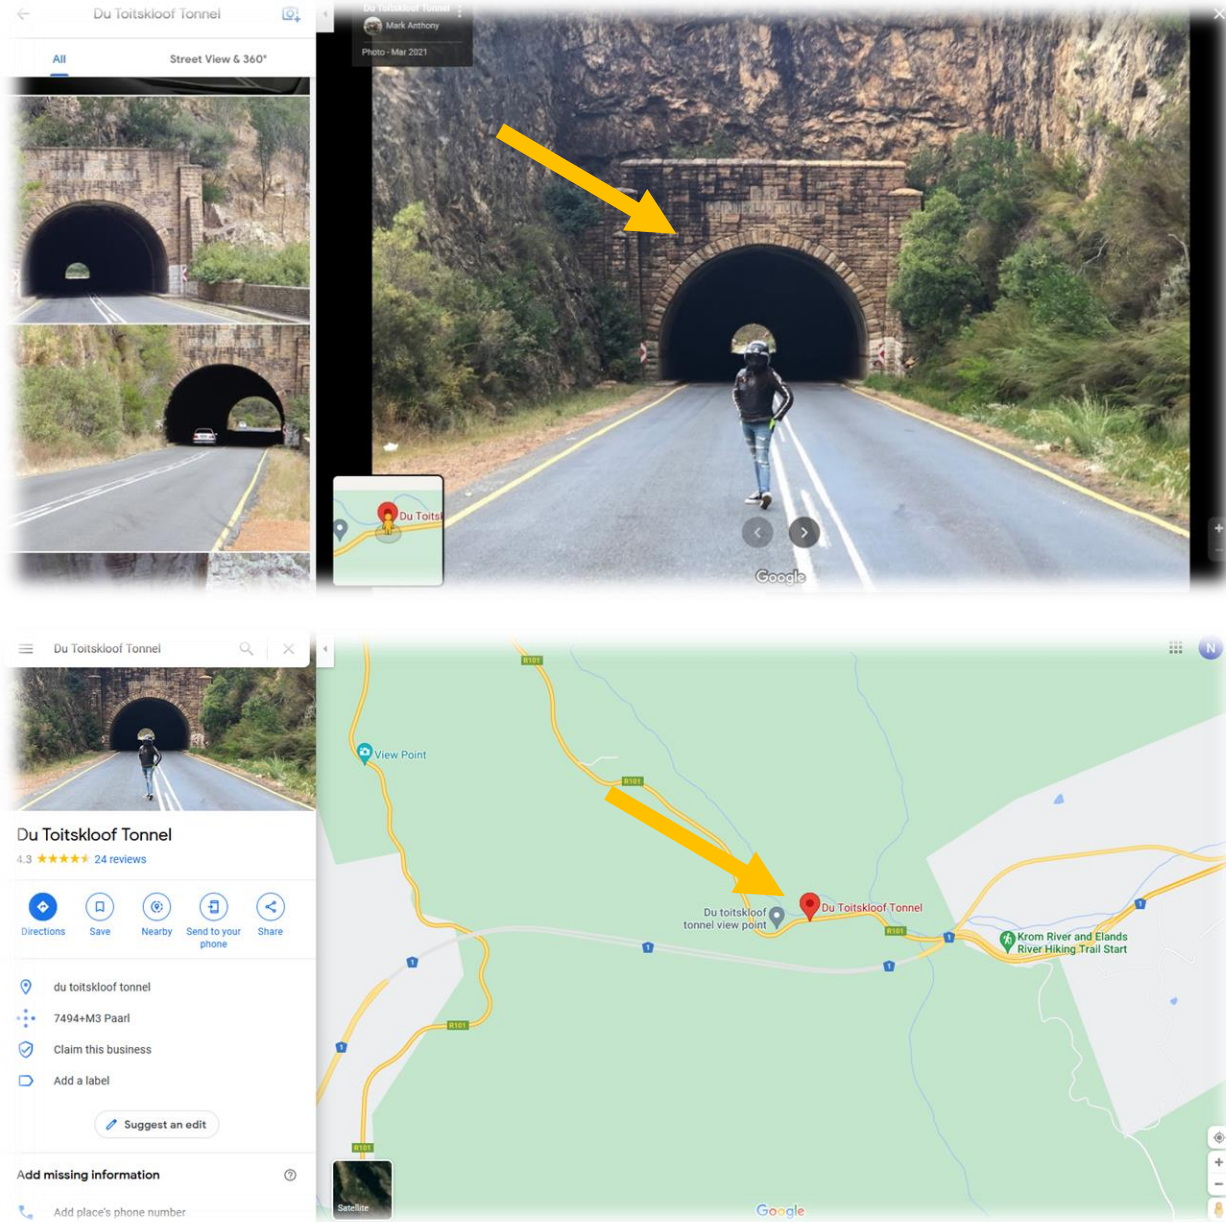 Du Toitskloof Tonnel
All
Street View & 360°
Du Toitskloof Tonnel
Mark Anthony
Photo - Mar 2021
Du Toits
Google
Du Toitskloof Tonnel
Du Toitskloof Tonnel
4.3
24 reviews
Directions
Save
Nearby
Send to your
phone
Share
du toitskloof tonnel
7494+M3 Paarl
Claim this business
Add a label
Suggest an edit
Add missing information
Add place's phone number
N
R101
View Point
R101
Du toitskloof
tonnel view point
Du Toitskloof Tonnel
R101
1
1
1
1
Krom River and Elands
River Hiking Trail Start
1
R101
1
R101
Satellite
Google